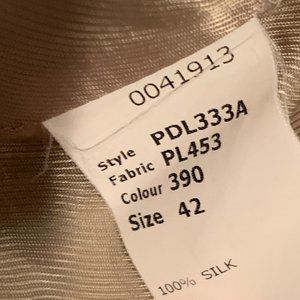 0041913
Style PDL333A
Fabric PL453
Colour 390
Size 42
100% SILK